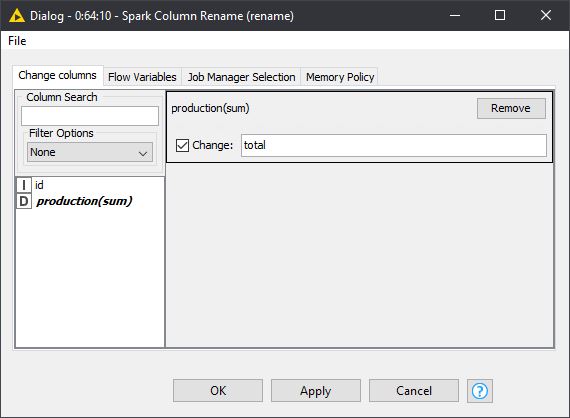 Dialog - 0:64:10 - Spark Column Rename (rename)
File
Change columns Flow Variables Job Manager Selection Memory Policy
Column Search
Filter Options
None
I id
D production(sum)
production(sum) Remove
Change: total
OK Apply Cancel ?